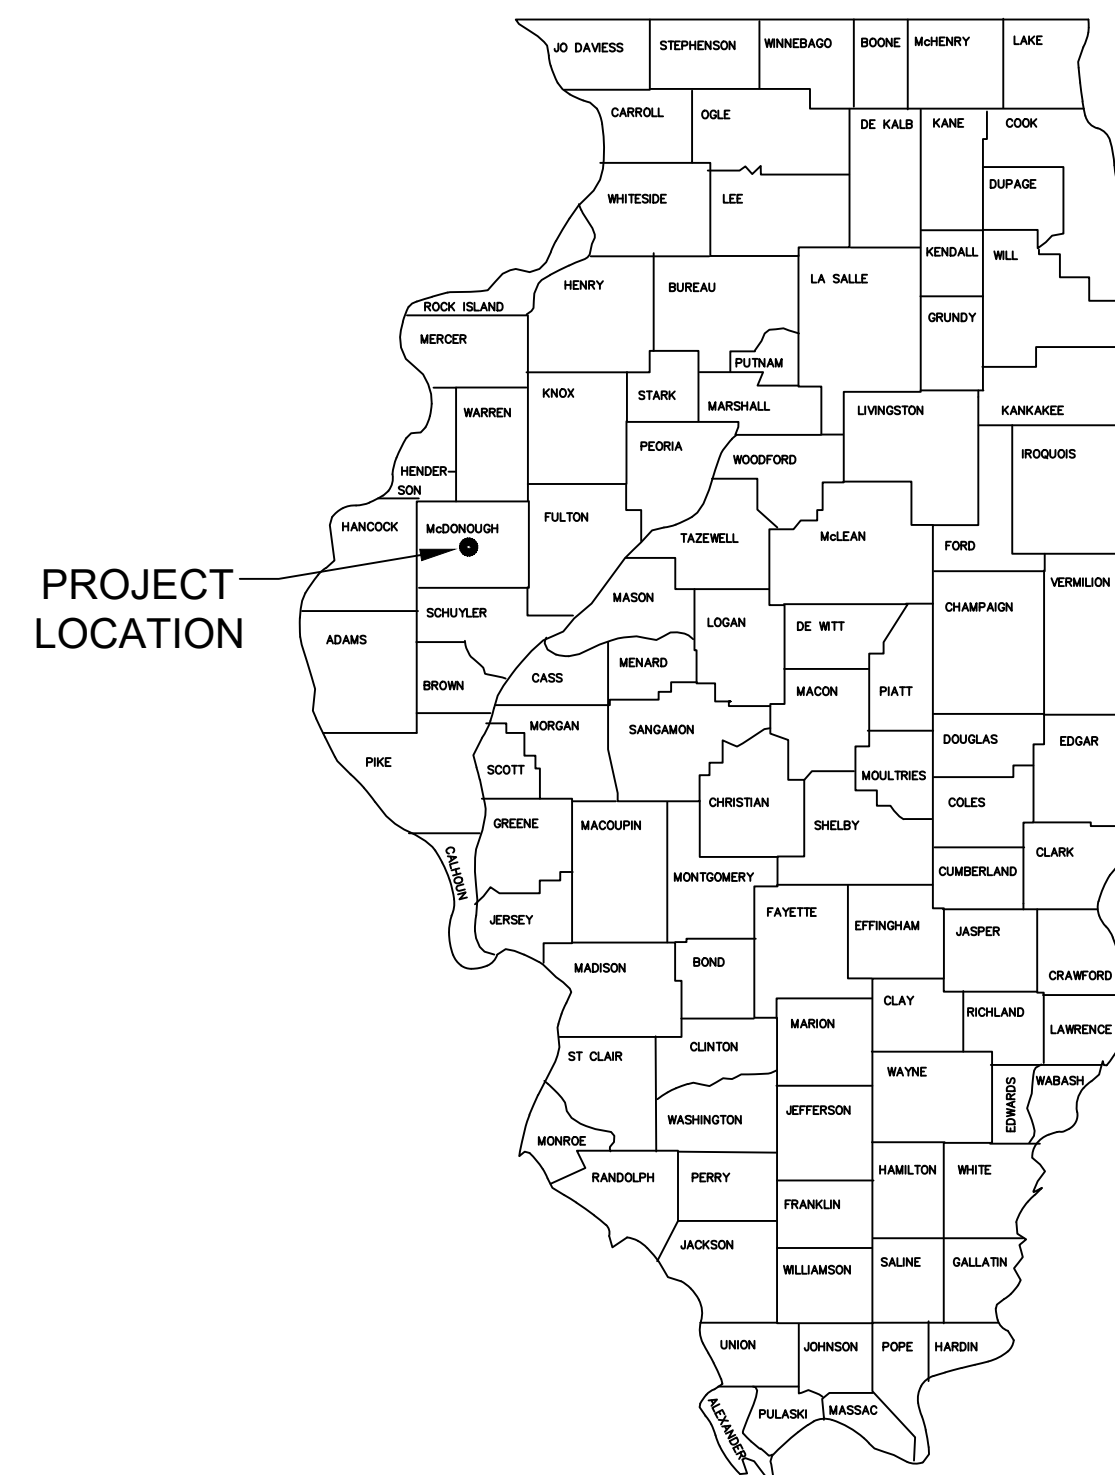 JO DAVIESS
STEPHENSON
WINNEBAGO
BOONE
McHENRY
LAKE
CARROLL
OGLE
DE KALB
KANE
COOK
DUPAGE
WHITESIDE
LEE
KENDALL
WILL
LA SALLE
HENRY
BUREAU
ROCK ISLAND
GRUNDY
MERCER
PUTNAM
KNOX
STARK
MARSHALL
LIVINGSTON
KANKAKEE
WARREN
PEORIA
WOODFORD
IROQUOIS
HENDER-
SON
HANCOCK
McDONOUGH
FULTON
TAZEWELL
McLEAN
FORD
PROJECT
LOCATION
VERMILION
MASON
CHAMPAIGN
SCHUYLER
LOGAN
DE WITT
ADAMS
MENARD
CASS
BROWN
MACON
PIATT
MORGAN
SANGAMON
DOUGLAS
EDGAR
PIKE
SCOTT
MOULTRIES
CHRISTIAN
COLES
GREENE
MACOUPIN
SHELBY
CLARK
CALHOUN
MONTGOMERY
CUMBERLAND
JERSEY
FAYETTE
EFFINGHAM
JASPER
MADISON
BOND
CRAWFORD
CLAY
RICHLAND
MARION
LAWRENCE
ST CLAIR
CLINTON
WAYNE
EDWARDS
WABASH
WASHINGTON
JEFFERSON
MONROE
RANDOLPH
PERRY
HAMILTON
WHITE
FRANKLIN
JACKSON
WILLIAMSON
SALINE
GALLATIN
UNION
JOHNSON
POPE
HARDIN
ALEXANDER
PULASKI
MASSAC